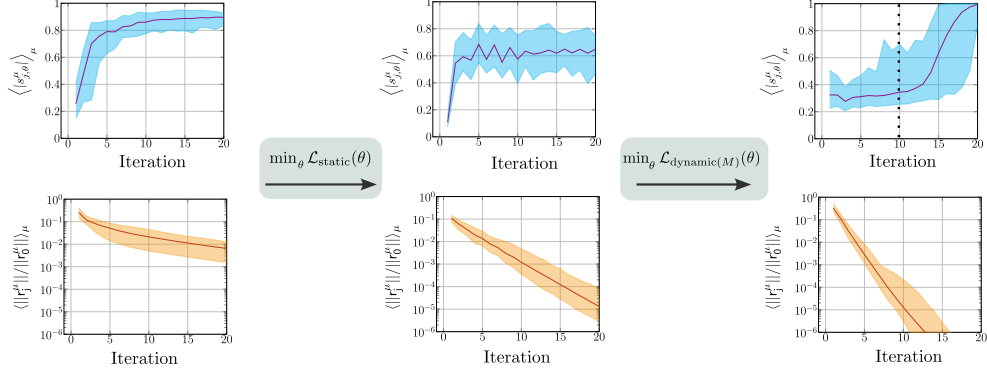 1
0.8
0.6
0.4
0.2
0
⟨|s^μ_{j,θ}|⟩_μ
0 5 10 15 20
Iteration
1
0.8
0.6
0.4
0.2
0
⟨|s^μ_{j,θ}|⟩_μ
0 5 10 15 20
Iteration
1
0.8
0.6
0.4
0.2
0
⟨|s^μ_{j,θ}|⟩_μ
0 5 10 15 20
Iteration
min_θ ℒ_static(θ)
min_θ ℒ_dynamic(M)(θ)
10^0
10^−1
10^−2
10^−3
10^−4
10^−5
10^−6
⟨||r^μ_j||/||r^μ_0||⟩_μ
0 5 10 15 20
Iteration
10^0
10^−1
10^−2
10^−3
10^−4
10^−5
10^−6
⟨||r^μ_j||/||r^μ_0||⟩_μ
0 5 10 15 20
Iteration
10^0
10^−1
10^−2
10^−3
10^−4
10^−5
10^−6
⟨||r^μ_j||/||r^μ_0||⟩_μ
0 5 10 15 20
Iteration